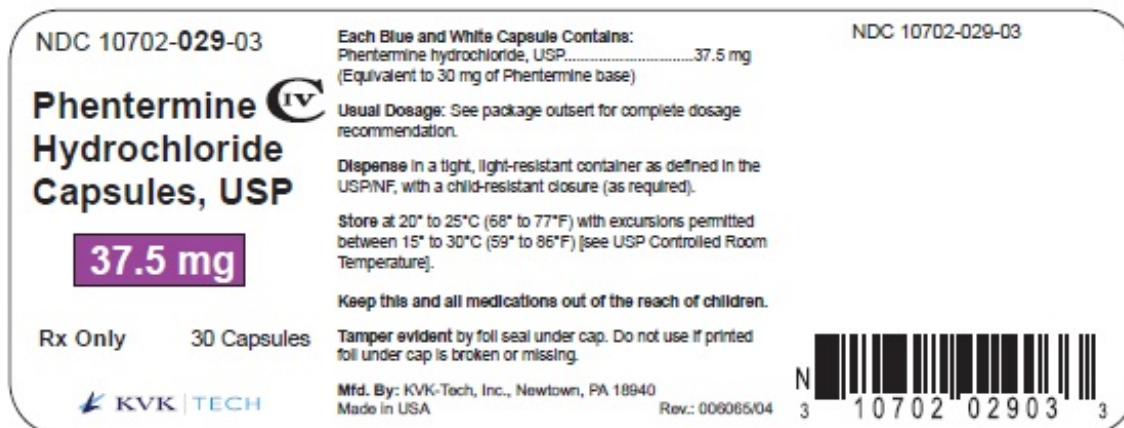 NDC 10702-029-03
Phentermine CIV
Hydrochloride
Capsules, USP
37.5 mg
Rx Only 30 Capsules
KVK TECH
Each Blue and White Capsule Contains:
Phentermine hydrochloride, USP................................37.5 mg
(Equivalent to 30 mg of Phentermine base)
Usual Dosage: See package outsert for complete dosage
recommendation.
Dispense in a tight, light-resistant container as defined in the
USP/NF, with a child-resistant closure (as required).
Store at 20° to 25°C (68° to 77°F) with excursions permitted
between 15° to 30°C (59° to 86°F) [see USP Controlled Room
Temperature].
Keep this and all medications out of the reach of children.
Tamper evident by foil seal under cap. Do not use if printed
foil under cap is broken or missing.
Mfd. By: KVK-Tech, Inc., Newtown, PA 18940
Made in USA Rev.: 006065/04
NDC 10702-029-03
N
3 10702 02903 3